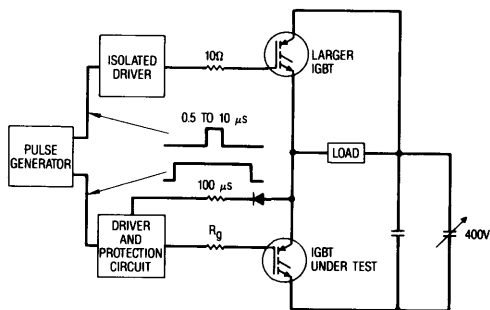 ISOLATED
DRIVER
10Ω
LARGER
IGBT
0.5 TO 10 μs
PULSE
GENERATOR
LOAD
100 μs
400V
DRIVER
AND
PROTECTION
CIRCUIT
Rg
IGBT
UNDER TEST